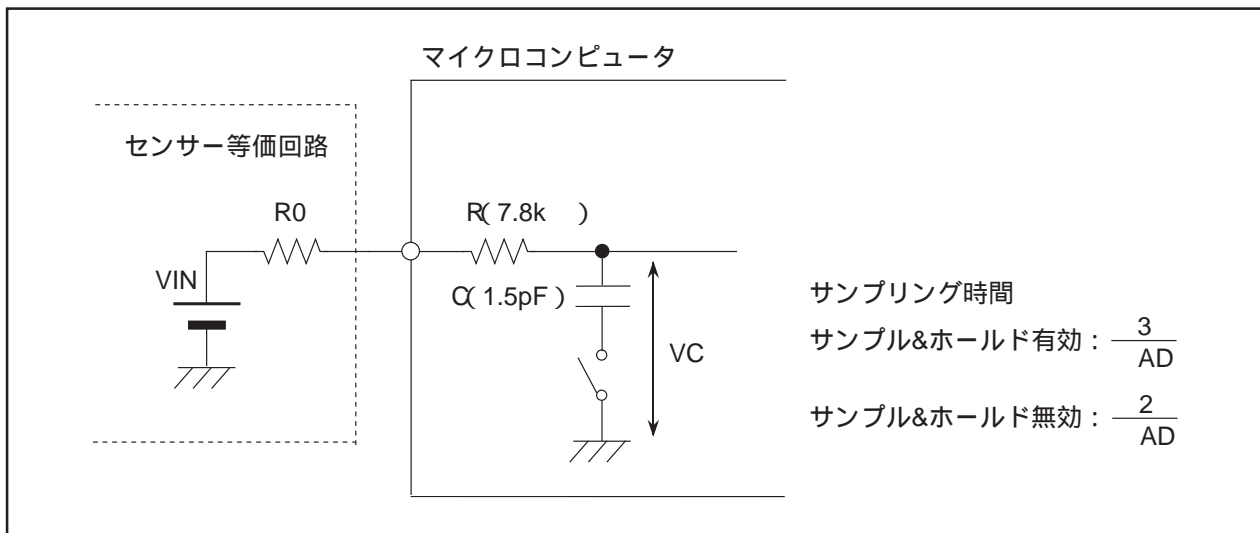 マイクロコンピュータ
センサー等価回路
R0
R( 7.8k )
VIN
C( 1.5pF )
VC
サンプリング時間
サンプル&ホールド有効 : 3
AD
サンプル&ホールド無効 : 2
AD